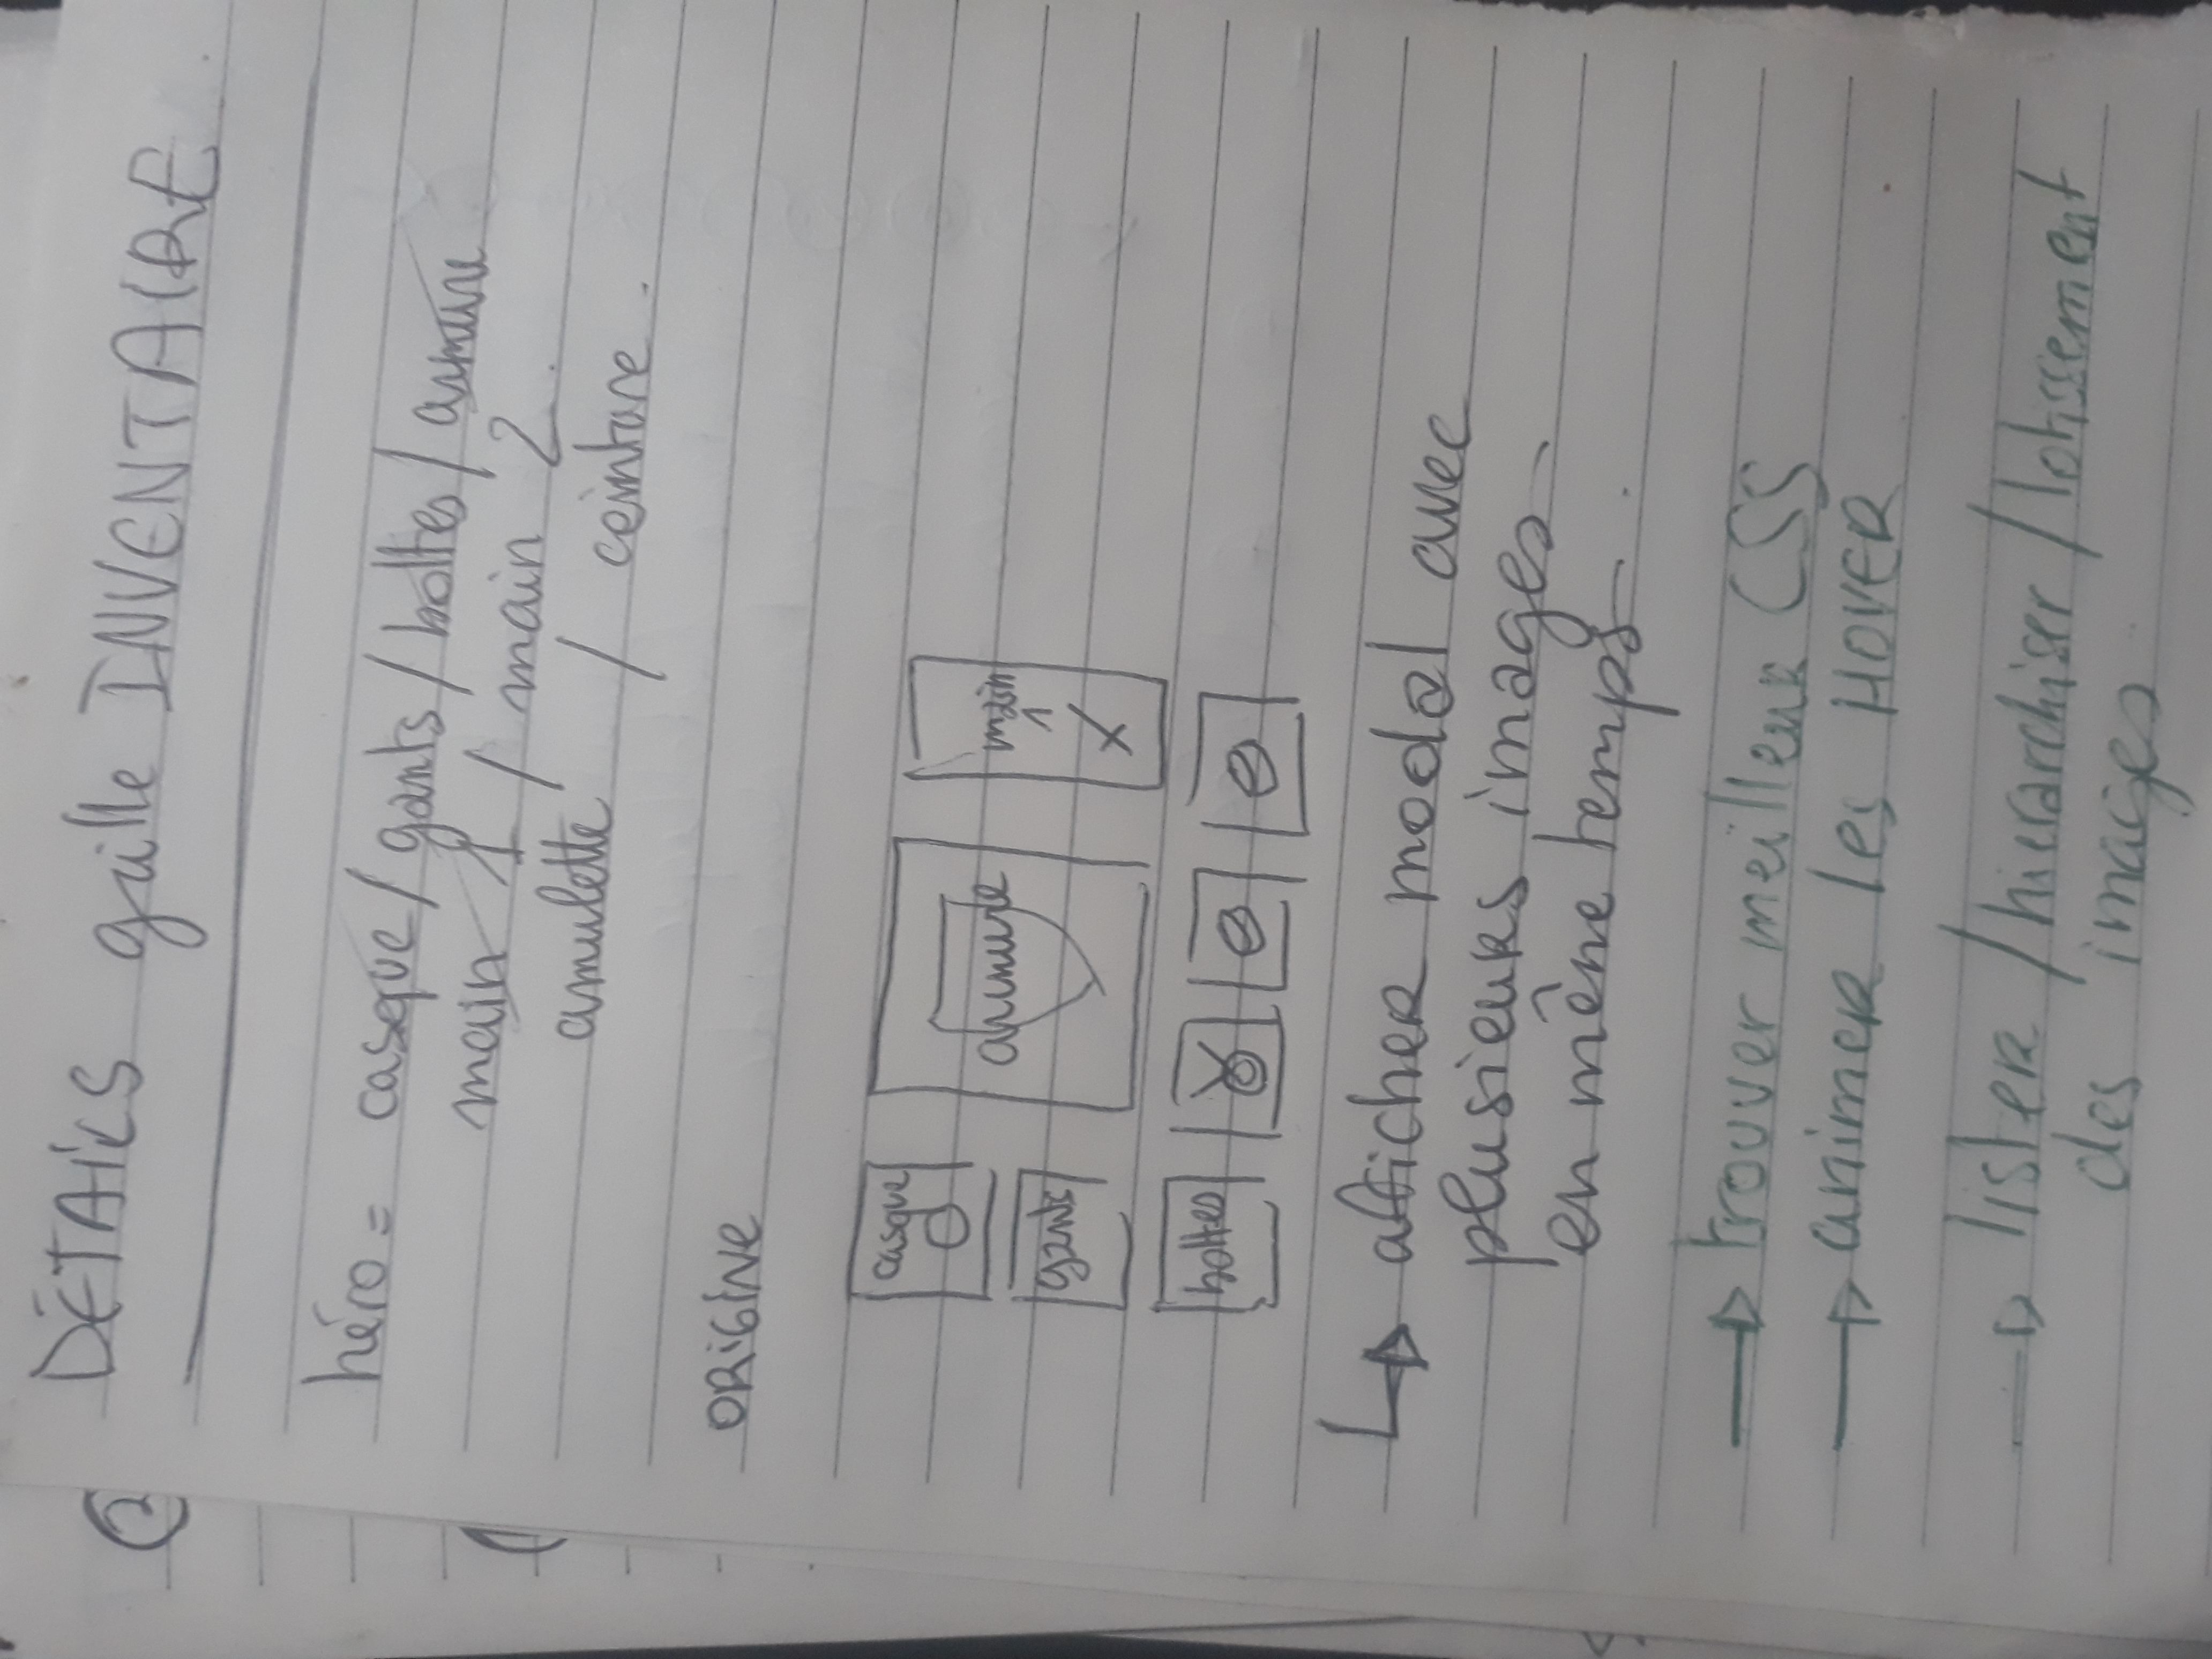 DÉTAILS grille INVENTAIRE
héro = casque / gants / bottes / armure
main 1 / main 2.
amulette / ceinture.
ORIGINE
casque
armure
main
1
gants
bottes
afficher modal avec
plusieurs images
en même temps.
trouver meilleur CSS
animer les HOVER
lister / hierarchiser / lotissement
des images